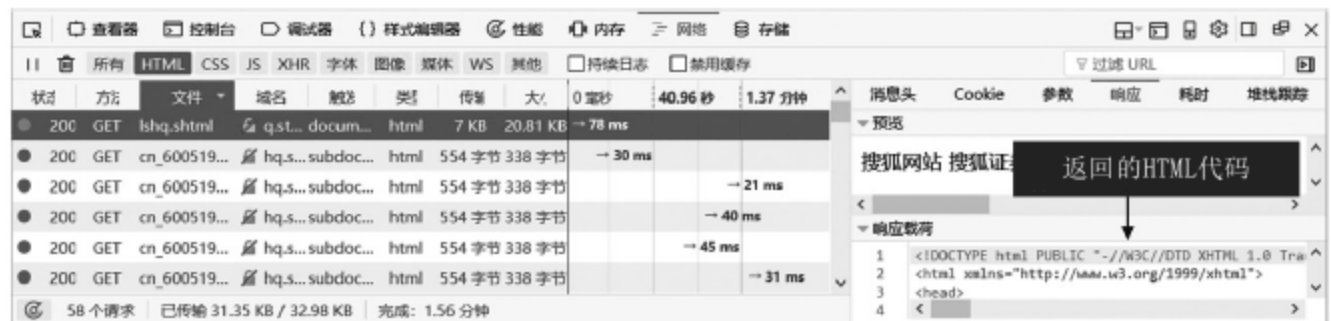 查看器 控制台 调试器 {} 样式编辑器 性能 内存 网络 存储
所有 HTML CSS JS XHR 字体 图像 媒体 WS 其他 持续日志 禁用缓存 过滤 URL
状态 方法 文件 域名 触发 类型 传输 大小 0 毫秒 40.96 秒 1.37 分钟 消息头 Cookie 参数 响应 耗时 堆栈跟踪
200 GET lshq.shtml q.st... docum... html 7 KB 20.81 KB → 78 ms
预览
200 GET cn_600519... hq.s... subdoc... html 554 字节 338 字节 → 30 ms
搜狐网站 搜狐证
返回的HTML代码
200 GET cn_600519... hq.s... subdoc... html 554 字节 338 字节 → 21 ms
200 GET cn_600519... hq.s... subdoc... html 554 字节 338 字节 → 40 ms
响应载荷
200 GET cn_600519... hq.s... subdoc... html 554 字节 338 字节 → 45 ms
1 <!DOCTYPE html PUBLIC "-//W3C//DTD XHTML 1.0 Tra
200 GET cn_600519... hq.s... subdoc... html 554 字节 338 字节 → 31 ms
2 <html xmlns="http://www.w3.org/1999/xhtml">
3 <head>
4
58 个请求 已传输 31.35 KB / 32.98 KB 完成: 1.56 分钟